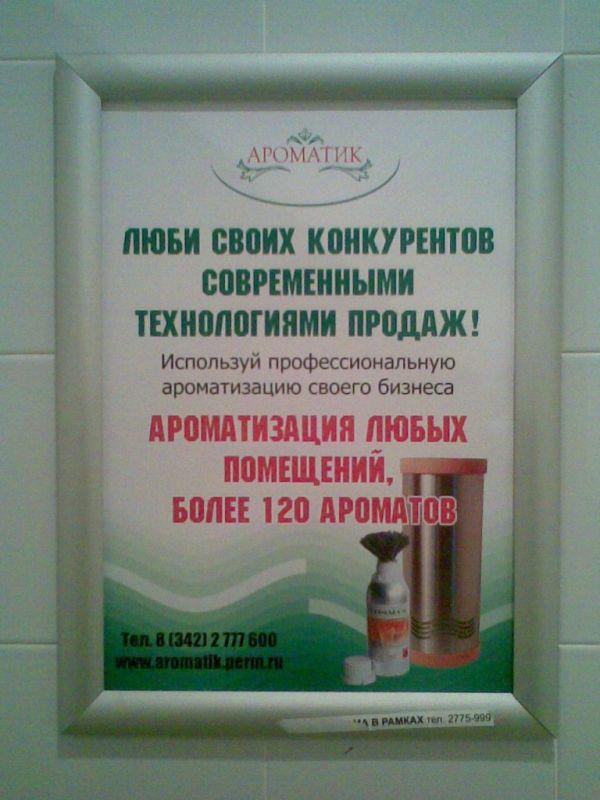 АРОМАТИК
ЛЮБИ СВОИХ КОНКУРЕНТОВ
СОВРЕМЕННЫМИ
ТЕХНОЛОГИЯМИ ПРОДАЖ!
Используй профессиональную
ароматизацию своего бизнеса
АРОМАТИЗАЦИЯ ЛЮБЫХ
ПОМЕЩЕНИЙ,
БОЛЕЕ 120 АРОМАТОВ
Тел. 8 (342) 2 777 600
www.aromatik.perm.ru
В РАМКАХ тел. 2775-999